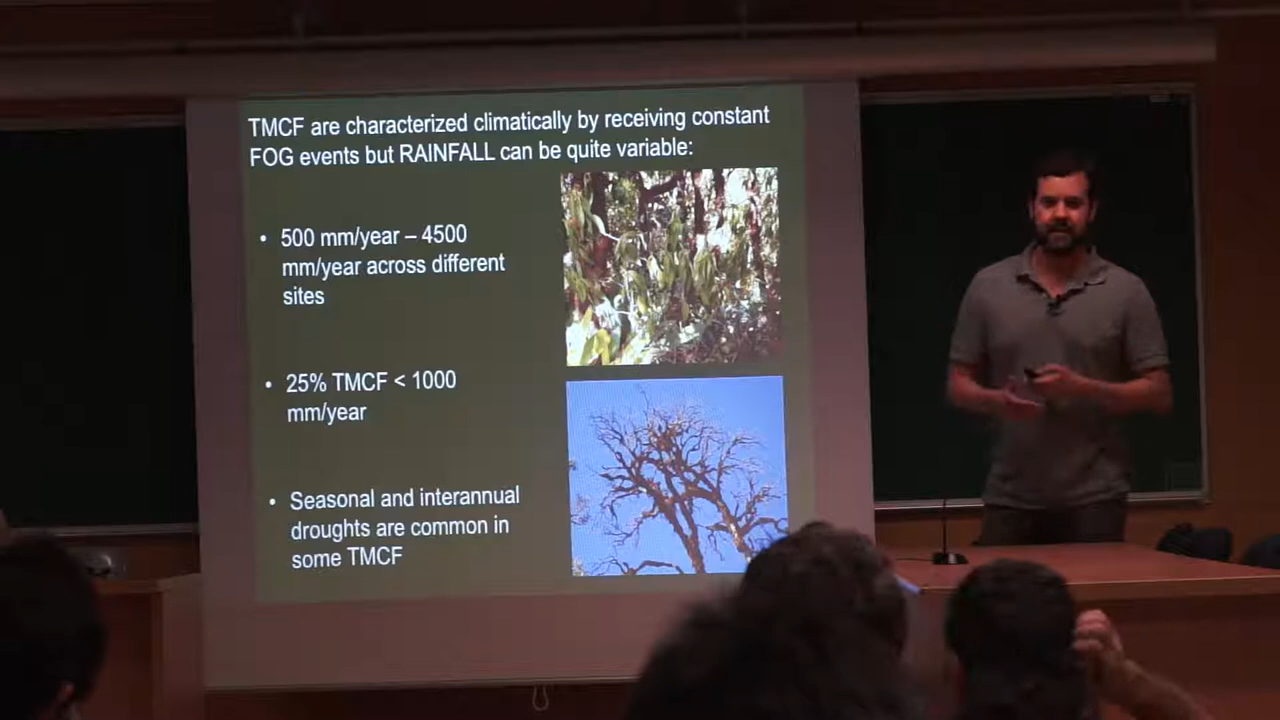 TMCF are characterized climatically by receiving constant
FOG events but RAINFALL can be quite variable:
• 500 mm/year – 4500
mm/year across different
sites
• 25% TMCF < 1000
mm/year
• Seasonal and interannual
droughts are common in
some TMCF